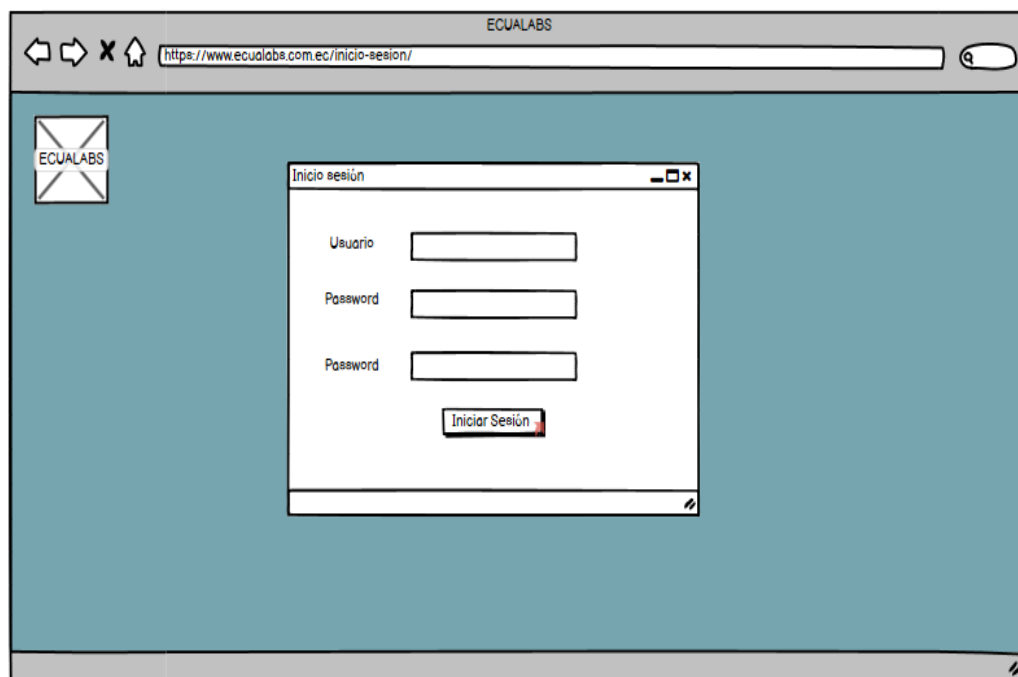 ECUALABS
https://www.ecualabs.com.ec/inicio-sesion/
ECUALABS
Inicio sesión
Usuario
Password
Password
Iniciar Sesión